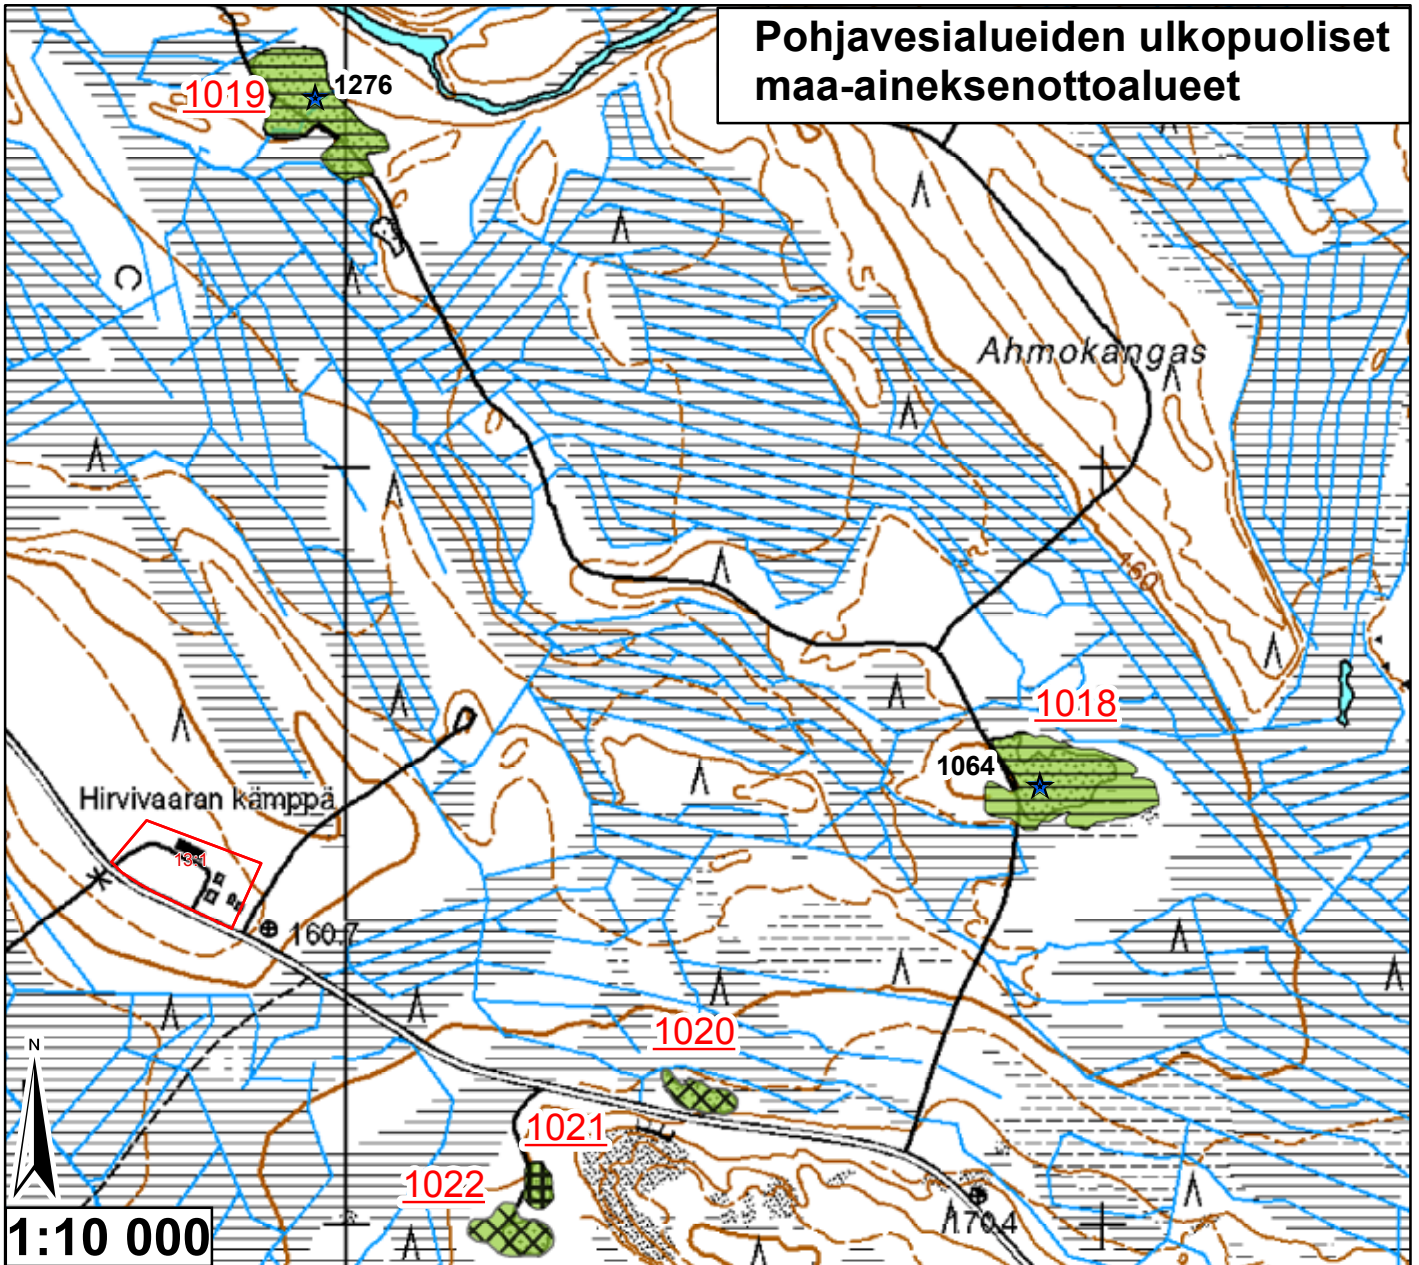 Pohjavesialueiden ulkopuoliset
maa-aineksenottoalueet
1019
1276
Ahmokangas
160
1018
1064
Hirvivaaran kämppä
13:1
160.7
1020
N
1021
1022
170.4
1:10 000